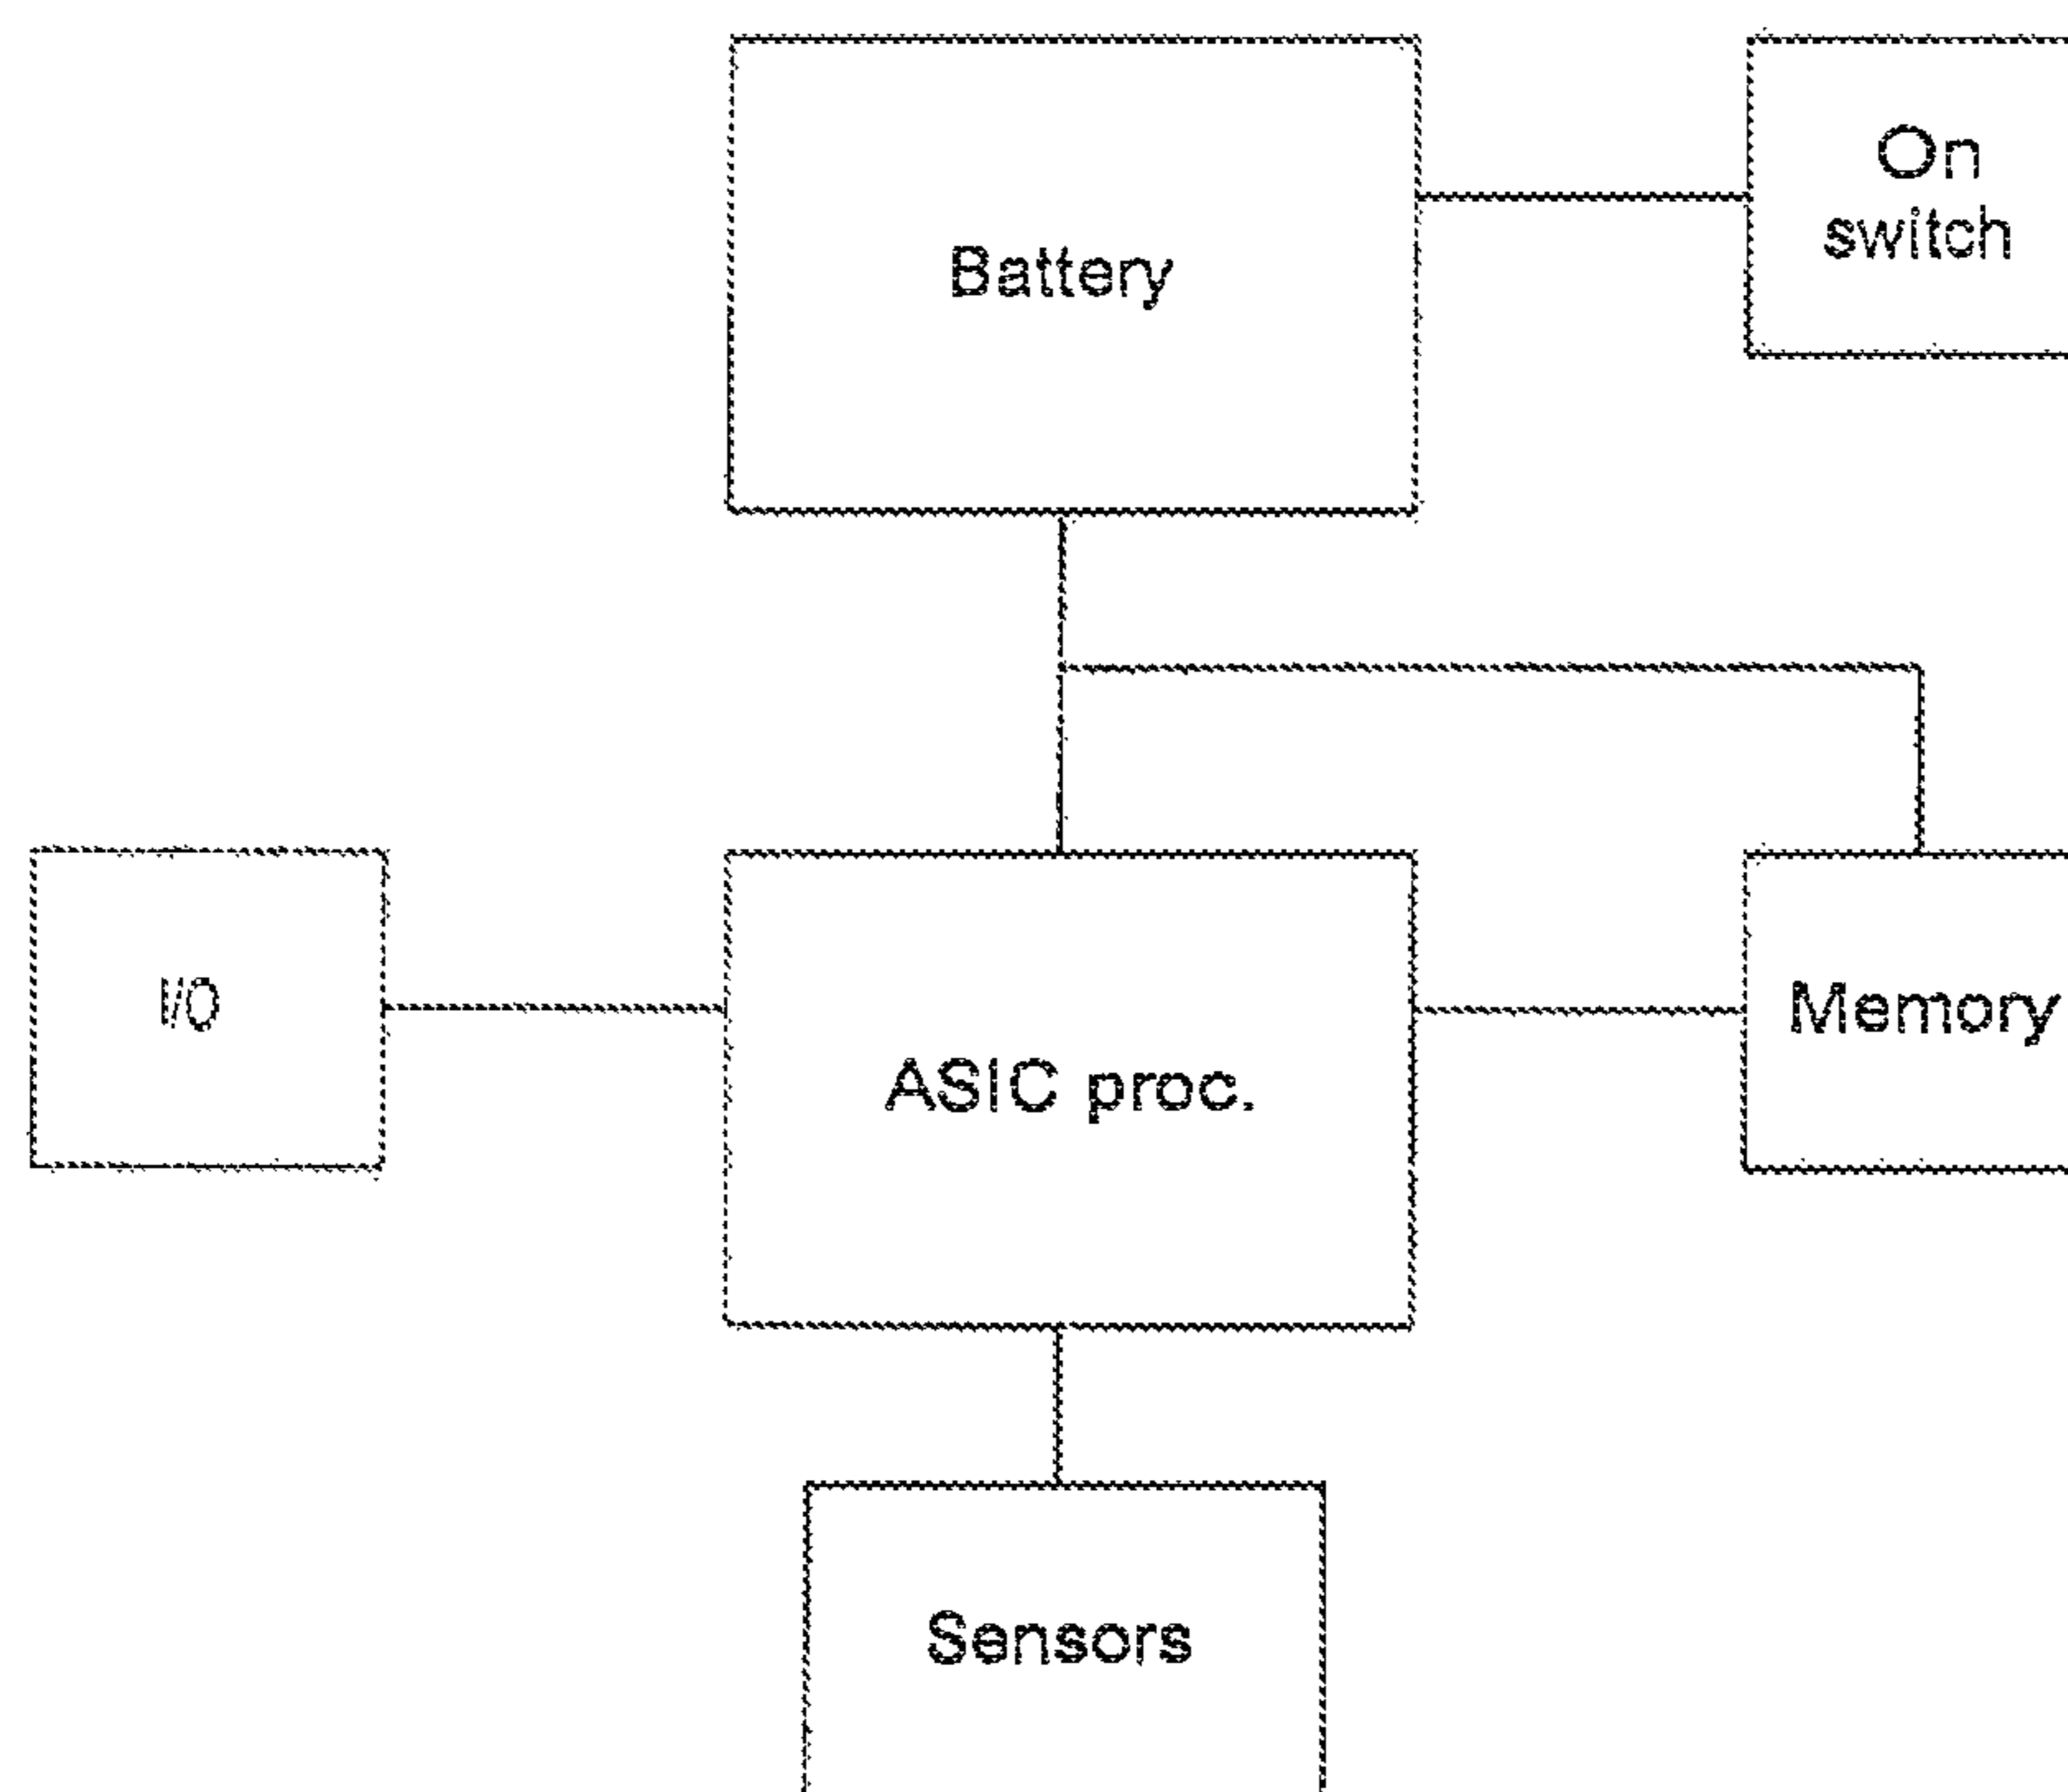 On
switch
Battery
I/O
ASIC proc.
Memory
Sensors